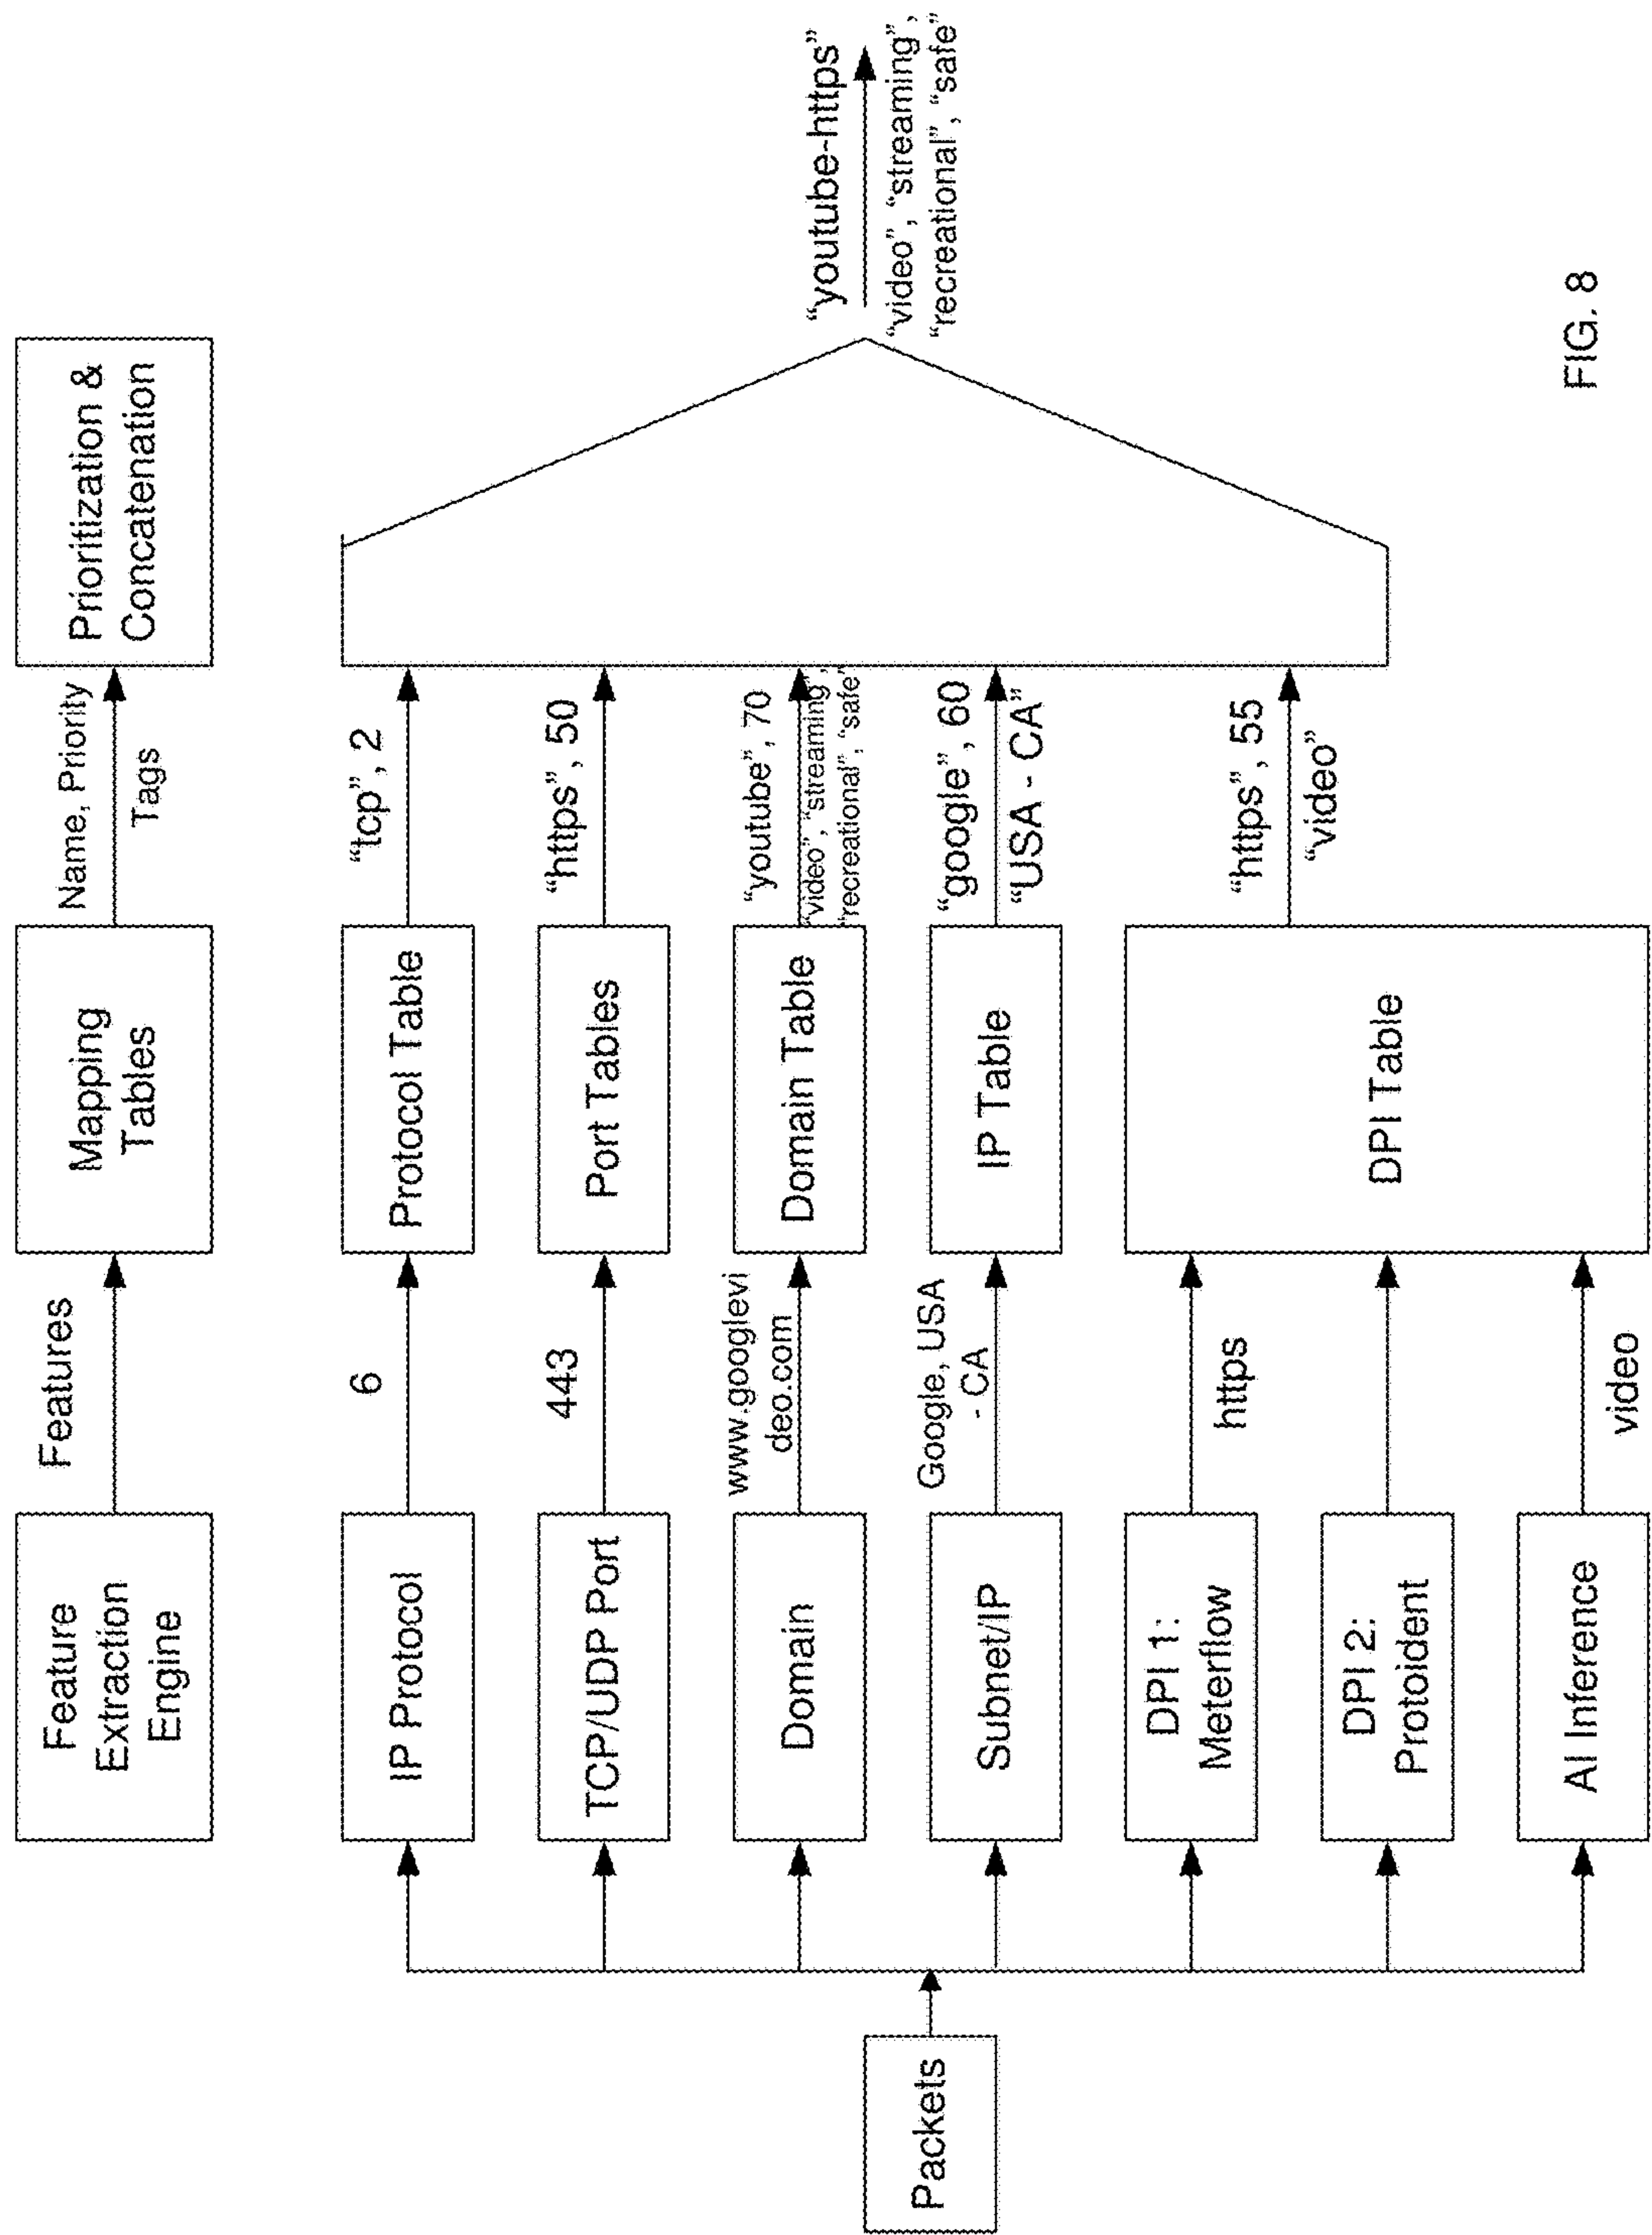 Feature
Extraction
Engine
Features
Mapping
Tables
Name, Priority
Tags
Prioritization &
Concatenation
Packets
IP Protocol
6
Protocol Table
“tcp”, 2
TCP/UDP Port
443
Port Tables
“https”, 50
Domain
www.googlevi
deo.com
Domain Table
“youtube”, 70
“video”, “streaming”,
“recreational”, “safe”
Subnet/IP
Google, USA
- CA
IP Table
“google”, 60
“USA - CA”
DPI 1:
Meterflow
https
DPI 2:
Protoident
AI Inference
video
DPI Table
“https”, 55
“video”
“youtube-https”
“video”, “streaming”,
“recreational”, “safe”
FIG. 8